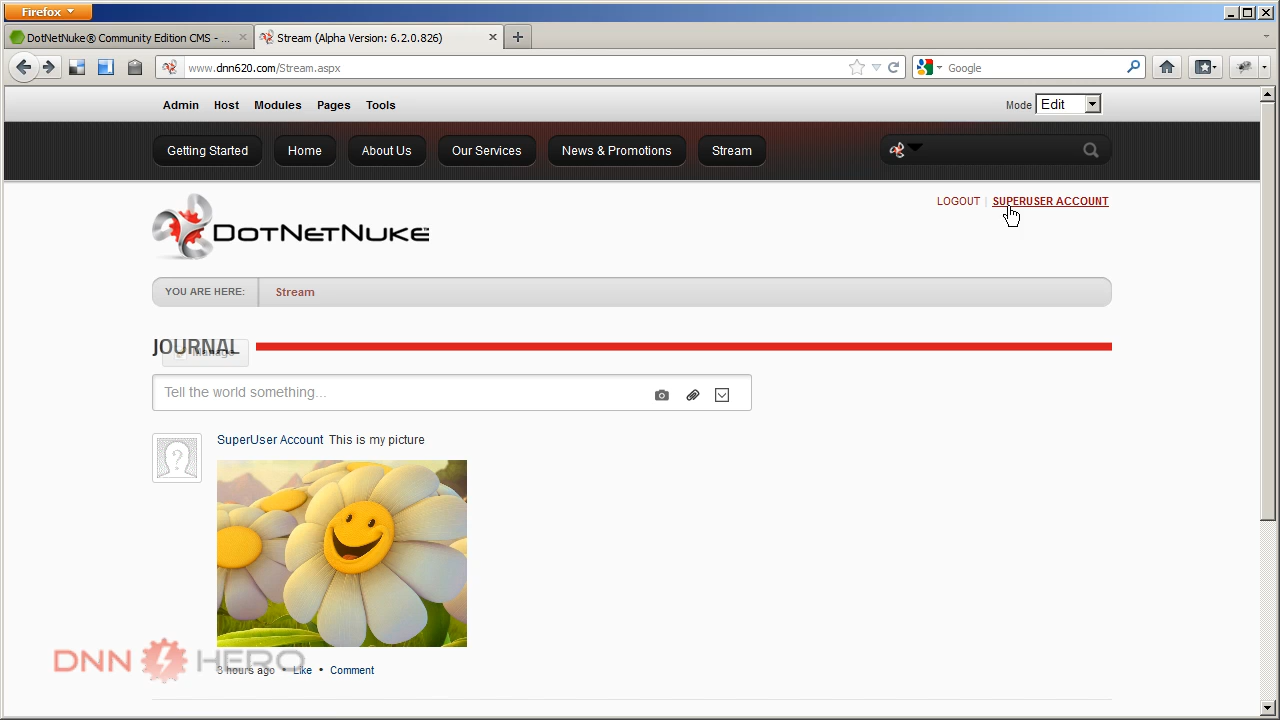 Firefox
DotNetNuke® Community Edition CMS - ...
Stream (Alpha Version: 6.2.0.826)
www.dnn620.com/Stream.aspx
Google
Admin Host Modules Pages Tools
Mode Edit
Getting Started Home About Us Our Services News & Promotions Stream
LOGOUT | SUPERUSER ACCOUNT
DOTNETNUKE
YOU ARE HERE: Stream
JOURNAL
Manage
Tell the world something...
SuperUser Account This is my picture
DNN HERO
3 hours ago • Like • Comment